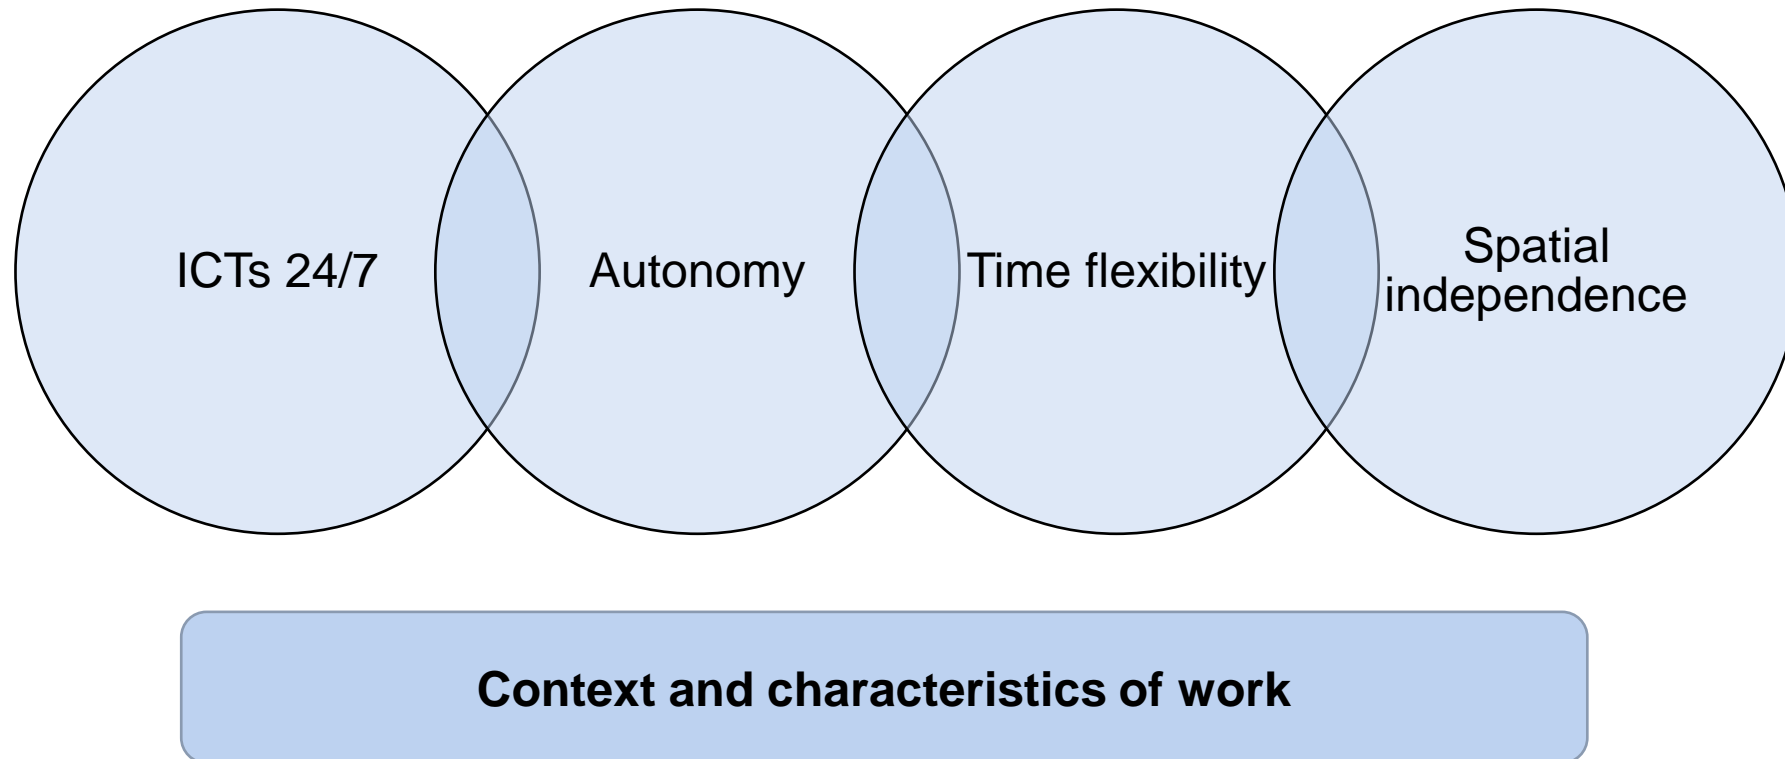 ICTs 24/7
Autonomy
Time flexibility
Spatial
independence
Context and characteristics of work